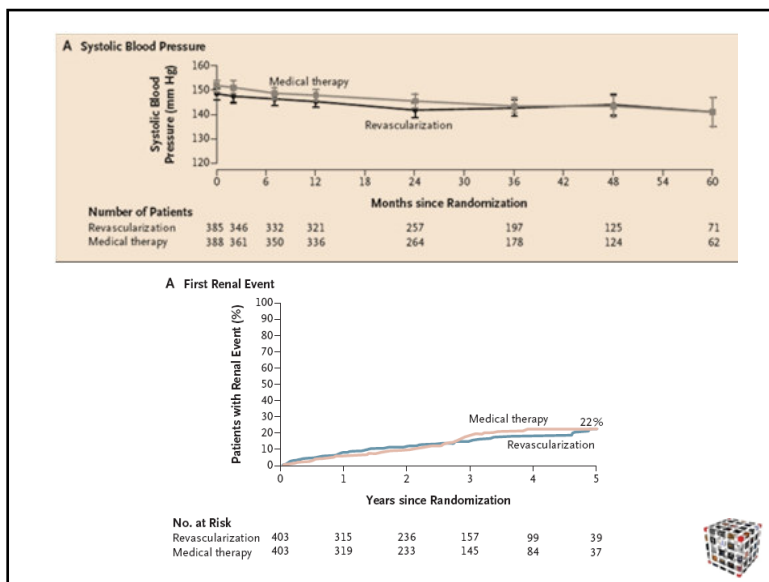 A Systolic Blood Pressure
Systolic Blood
Pressure (mm Hg)
160
150
140
130
120
Medical therapy
Revascularization
0 6 12 18 24 30 36 42 48 54 60
Months since Randomization
Number of Patients
Revascularization 385 346 332 321 257 197 125 71
Medical therapy 388 361 350 336 264 178 124 62
A First Renal Event
Patients with Renal Event (%)
100
90
80
70
60
50
40
30
20
10
0
Medical therapy
22%
Revascularization
0 1 2 3 4 5
Years since Randomization
No. at Risk
Revascularization 403 315 236 157 99 39
Medical therapy 403 319 233 145 84 37